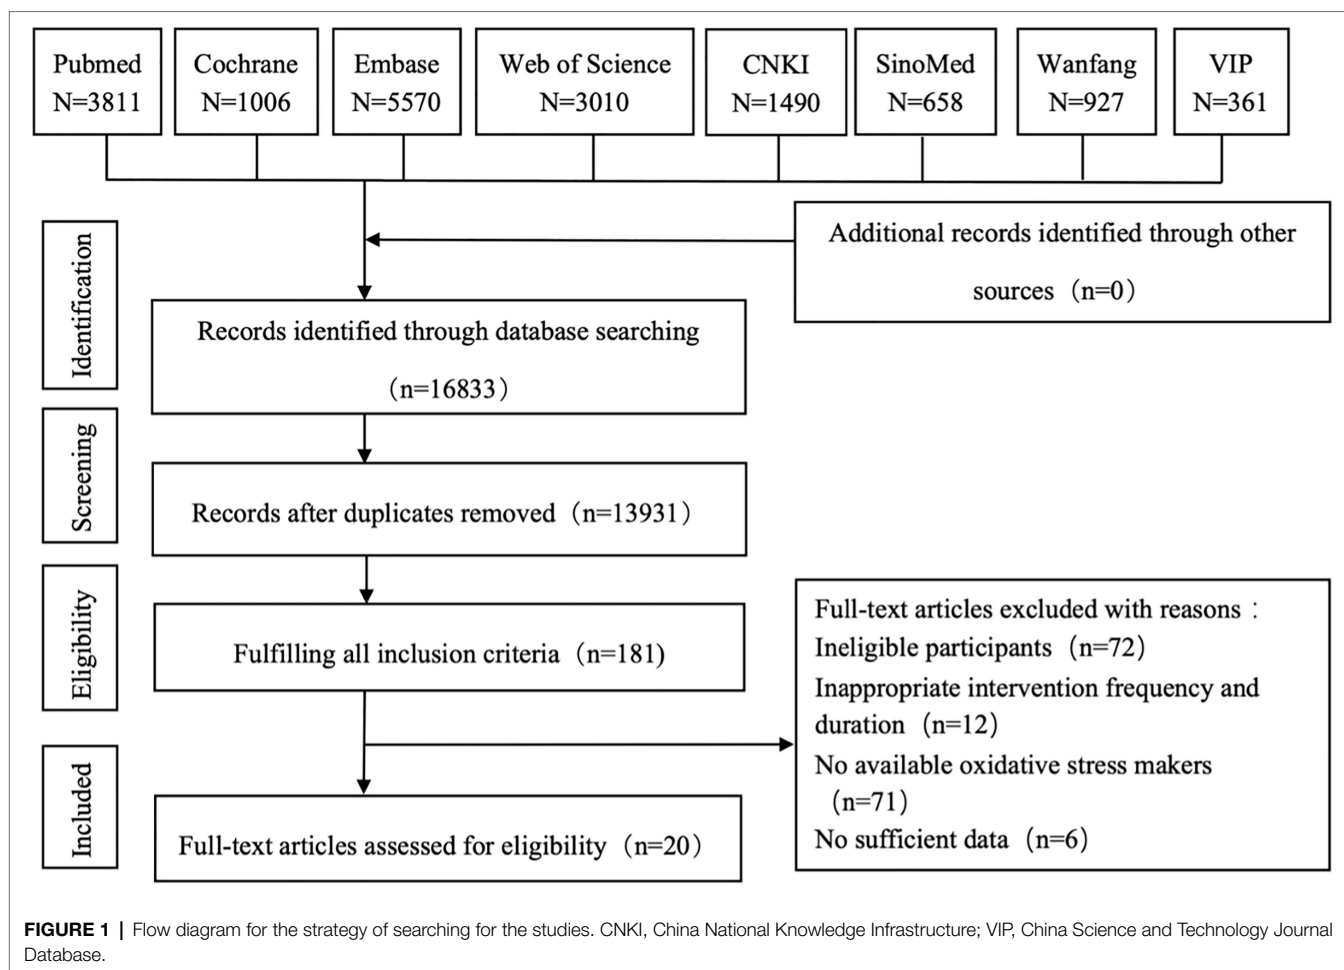 Pubmed
N=3811
Cochrane
N=1006
Embase
N=5570
Web of Science
N=3010
CNKI
N=1490
SinoMed
N=658
Wanfang
N=927
VIP
N=361
Identification
Additional records identified through other
sources（n=0）
Records identified through database searching
（n=16833）
Screening
Records after duplicates removed（n=13931）
Eligibility
Fulfilling all inclusion criteria（n=181)
Full-text articles excluded with reasons：
Ineligible participants（n=72）
Inappropriate intervention frequency and
duration（n=12）
No available oxidative stress makers
（n=71）
No sufficient data（n=6）
Included
Full-text articles assessed for eligibility（n=20）
FIGURE 1 | Flow diagram for the strategy of searching for the studies. CNKI, China National Knowledge Infrastructure; VIP, China Science and Technology Journal
Database.